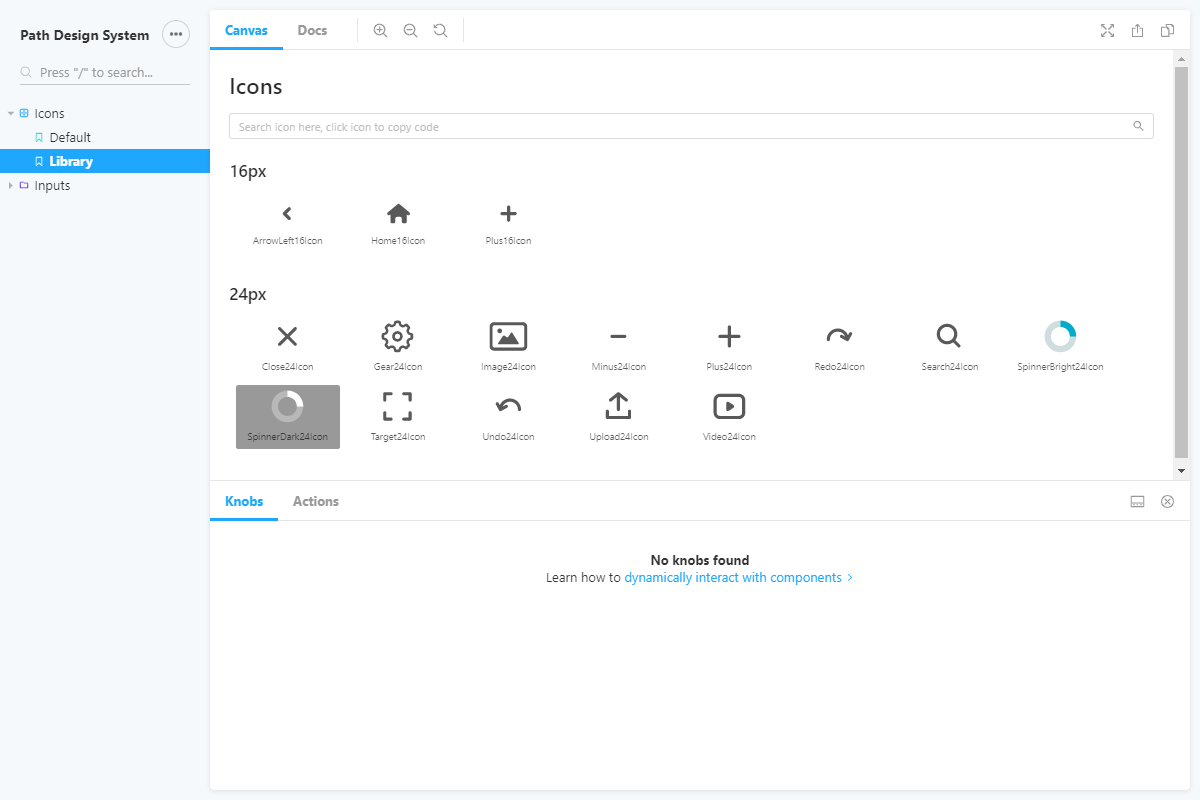 Path Design System
Press "/" to search...
Icons
Default
Library
Inputs
Canvas
Docs
Icons
Search icon here, click icon to copy code
16px
ArrowLeft16Icon
Home16Icon
Plus16Icon
24px
Close24Icon
Gear24Icon
Image24Icon
Minus24Icon
Plus24Icon
Redo24Icon
Search24Icon
SpinnerBright24Icon
SpinnerDark24Icon
Target24Icon
Undo24Icon
Upload24Icon
Video24Icon
Knobs
Actions
No knobs found
Learn how to dynamically interact with components